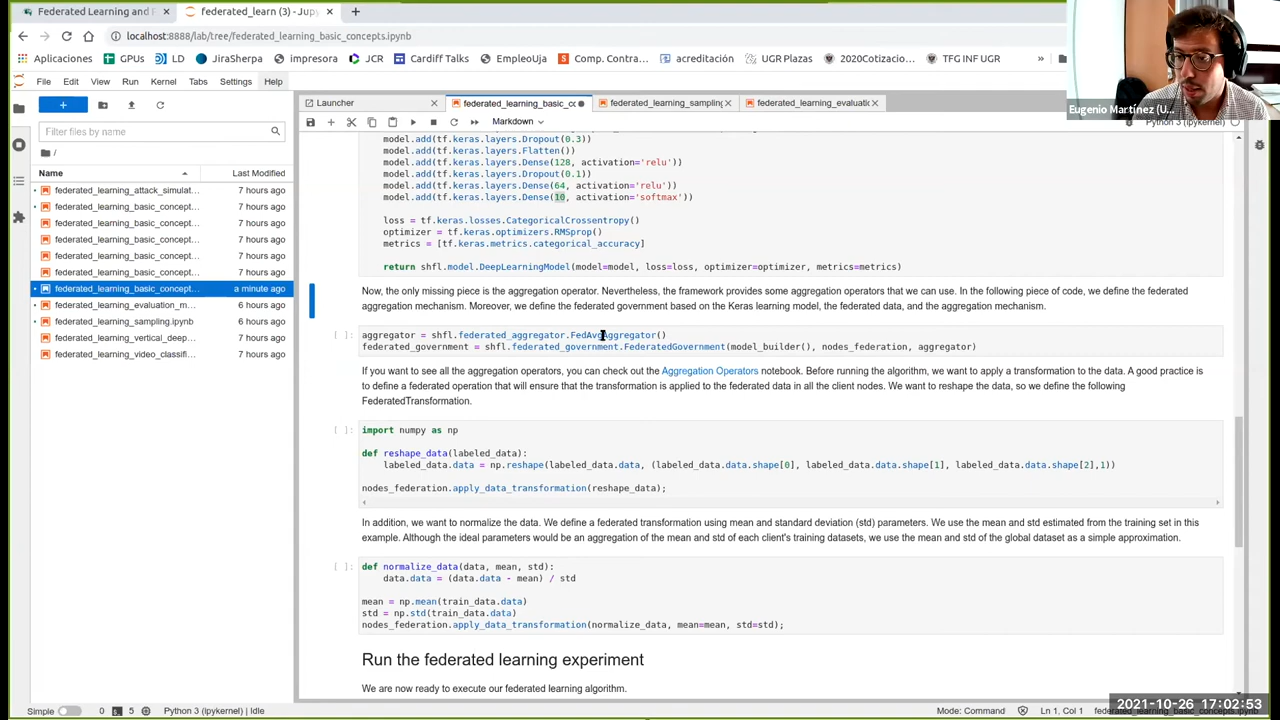 Federated Learning and F
federated_learn (3) - Jupy
localhost:8888/lab/tree/federated_learning_basic_concepts.ipynb
Aplicaciones
GPUs
LD
JiraSherpa
impresora
JCR
Cardiff Talks
EmpleoUja
Comp. Contra…
acreditación
UGR Plazas
2020Cotizacio…
TFG INF UGR
»
File Edit View Run Kernel Tabs Settings Help
Eugenio Martínez (U…
Launcher
federated_learning_basic_co
federated_learning_sampling
federated_learning_evaluati
Markdown
Python 3 (ipykernel)
Filter files by name
/
Name Last Modified
federated_learning_attack_simulat… 7 hours ago
federated_learning_basic_concept… 7 hours ago
federated_learning_basic_concept… 7 hours ago
federated_learning_basic_concept… 7 hours ago
federated_learning_basic_concept… 7 hours ago
federated_learning_basic_concept… 7 hours ago
federated_learning_basic_concept… a minute ago
federated_learning_evaluation_m… 6 hours ago
federated_learning_sampling.ipynb 6 hours ago
federated_learning_vertical_deep… 7 hours ago
federated_learning_video_classifi… 7 hours ago
model.add(tf.keras.layers.Dropout(0.3))
model.add(tf.keras.layers.Flatten())
model.add(tf.keras.layers.Dense(128, activation='relu'))
model.add(tf.keras.layers.Dropout(0.1))
model.add(tf.keras.layers.Dense(64, activation='relu'))
model.add(tf.keras.layers.Dense(10, activation='softmax'))
loss = tf.keras.losses.CategoricalCrossentropy()
optimizer = tf.keras.optimizers.RMSprop()
metrics = [tf.keras.metrics.categorical_accuracy]
return shfl.model.DeepLearningModel(model=model, loss=loss, optimizer=optimizer, metrics=metrics)
Now, the only missing piece is the aggregation operator. Nevertheless, the framework provides some aggregation operators that we can use. In the following piece of code, we define the federated
aggregation mechanism. Moreover, we define the federated government based on the Keras learning model, the federated data, and the aggregation mechanism.
[ ]: aggregator = shfl.federated_aggregator.FedAvgAggregator()
federated_government = shfl.federated_government.FederatedGovernment(model_builder(), nodes_federation, aggregator)
If you want to see all the aggregation operators, you can check out the Aggregation Operators notebook. Before running the algorithm, we want to apply a transformation to the data. A good practice is
to define a federated operation that will ensure that the transformation is applied to the federated data in all the client nodes. We want to reshape the data, so we define the following
FederatedTransformation.
[ ]: import numpy as np
def reshape_data(labeled_data):
labeled_data.data = np.reshape(labeled_data.data, (labeled_data.data.shape[0], labeled_data.data.shape[1], labeled_data.data.shape[2],1))
nodes_federation.apply_data_transformation(reshape_data);
In addition, we want to normalize the data. We define a federated transformation using mean and standard deviation (std) parameters. We use the mean and std estimated from the training set in this
example. Although the ideal parameters would be an aggregation of the mean and std of each client's training datasets, we use the mean and std of the global dataset as a simple approximation.
[ ]: def normalize_data(data, mean, std):
data.data = (data.data - mean) / std
mean = np.mean(train_data.data)
std = np.std(train_data.data)
nodes_federation.apply_data_transformation(normalize_data, mean=mean, std=std);
Run the federated learning experiment
We are now ready to execute our federated learning algorithm.
2021-10-26 17:02:53
Simple 0 5 Python 3 (ipykernel) | Idle Mode: Command Ln 1, Col 1